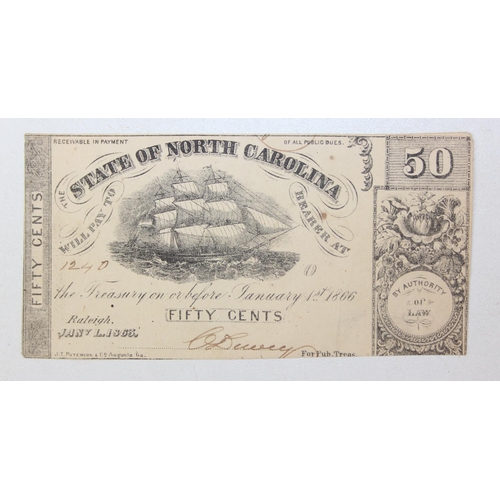 RECEIVABLE IN PAYMENT OF ALL PUBLIC DUES.
THE STATE OF NORTH CAROLINA
WILL PAY TO BEARER AT
50
FIFTY CENTS
1240
the Treasury on or before January 1st 1866
FIFTY CENTS
Raleigh.
JANY 1, 1863.
BY AUTHORITY
OF
LAW
For Pub. Treas.